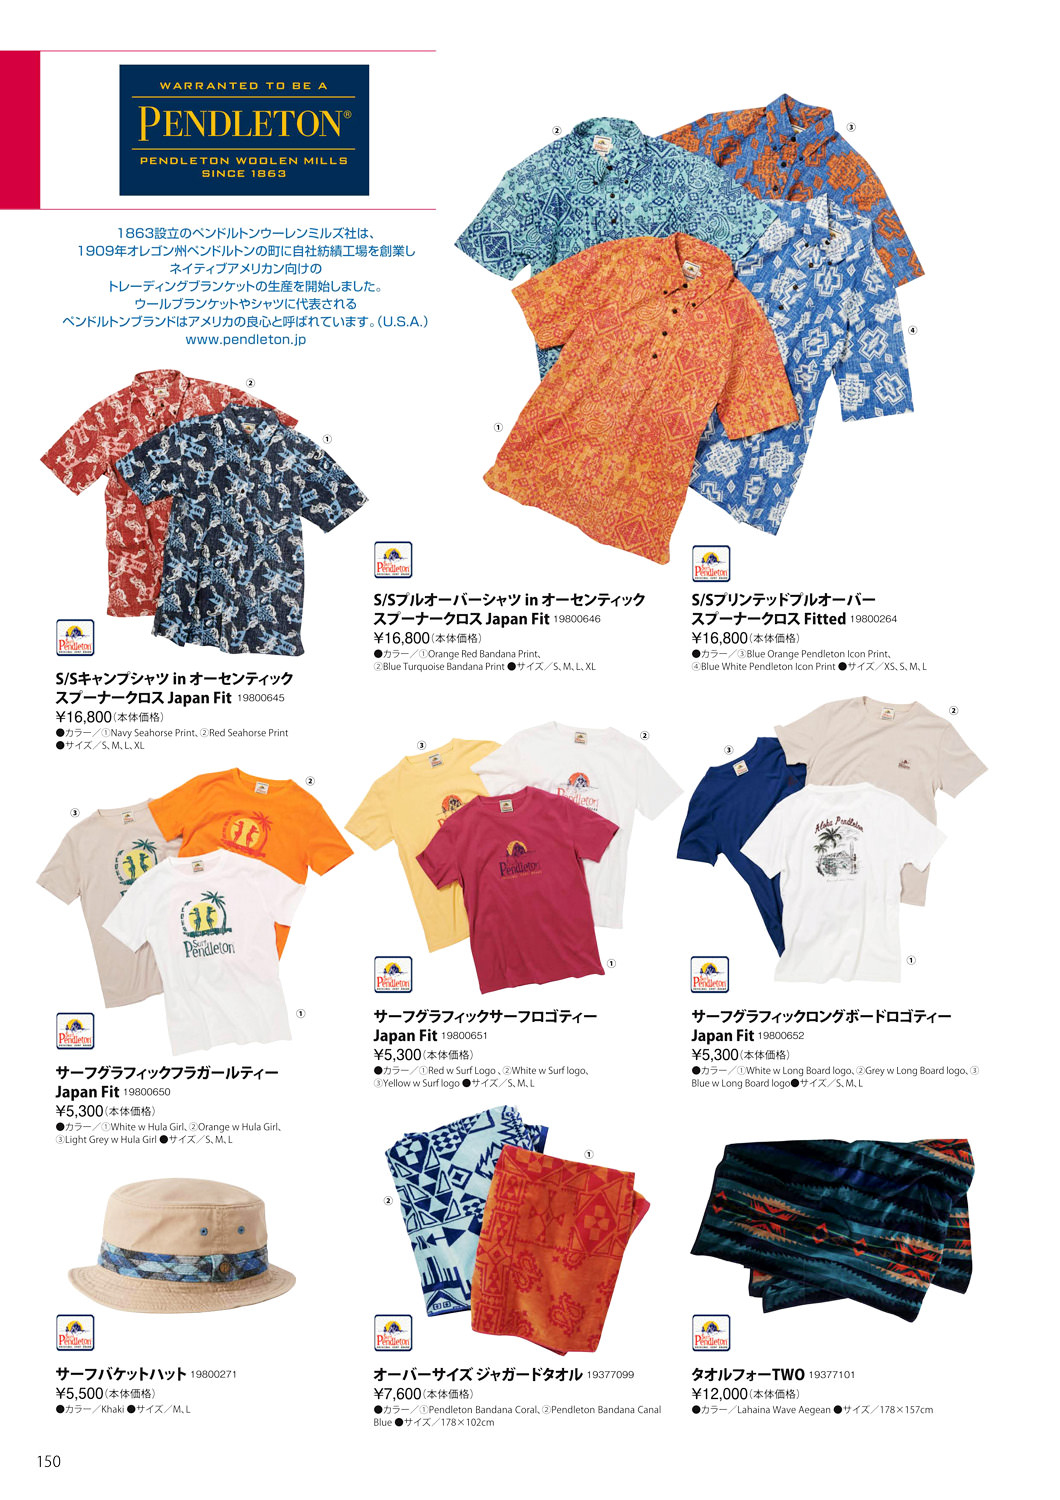 WARRANTED TO BE A
PENDLETON®
PENDLETON WOOLEN MILLS
SINCE 1863
1863設立のペンドルトンウーレンミルズ社は、
1909年オレゴン州ペンドルトンの町に自社紡績工場を創業し
ネイティブアメリカン向けの
トレーディングブランケットの生産を開始しました。
ウールブランケットやシャツに代表される
ペンドルトンブランドはアメリカの良心と呼ばれています。(U.S.A.)
www.pendleton.jp
②
③
④
①
②
①
S/Sキャンプシャツ in オーセンティック
スプーナークロス Japan Fit 19800645
¥16,800(本体価格)
●カラー/①Navy Seahorse Print、②Red Seahorse Print
●サイズ/S、M、L、XL
S/Sプルオーバーシャツ in オーセンティック
スプーナークロス Japan Fit 19800646
¥16,800(本体価格)
●カラー/①Orange Red Bandana Print、
②Blue Turquoise Bandana Print ●サイズ/S、M、L、XL
S/Sプリンテッドプルオーバー
スプーナークロス Fitted 19800264
¥16,800(本体価格)
●カラー/③Blue Orange Pendleton Icon Print、
④Blue White Pendleton Icon Print ●サイズ/XS、S、M、L
③
②
①
Surf
Pendleton
サーフグラフィックフラガールティー
Japan Fit 19800650
¥5,300(本体価格)
●カラー/①White w Hula Girl、②Orange w Hula Girl、
③Light Grey w Hula Girl ●サイズ/S、M、L
③
②
①
Pendleton
サーフグラフィックサーフロゴティー
Japan Fit 19800651
¥5,300(本体価格)
●カラー/①Red w Surf Logo 、②White w Surf logo、
③Yellow w Surf logo ●サイズ/S、M、L
③
②
①
Aloha Pendleton
サーフグラフィックロングボードロゴティー
Japan Fit 19800652
¥5,300(本体価格)
●カラー/①White w Long Board logo、②Grey w Long Board logo、③
Blue w Long Board logo●サイズ/S、M、L
サーフバケットハット 19800271
¥5,500(本体価格)
●カラー/Khaki ●サイズ/M、L
②
①
オーバーサイズ ジャガードタオル 19377099
¥7,600(本体価格)
●カラー/①Pendleton Bandana Coral、②Pendleton Bandana Canal
Blue ●サイズ/178×102cm
タオルフォーTWO 19377101
¥12,000(本体価格)
●カラー/Lahaina Wave Aegean ●サイズ/178×157cm
150